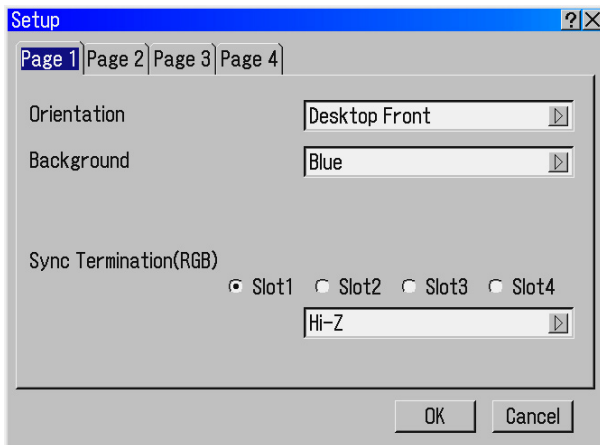 Setup ? X
Page 1 Page 2 Page 3 Page 4
Orientation Desktop Front
Background Blue
Sync Termination(RGB)
Slot1 Slot2 Slot3 Slot4
Hi-Z
OK Cancel